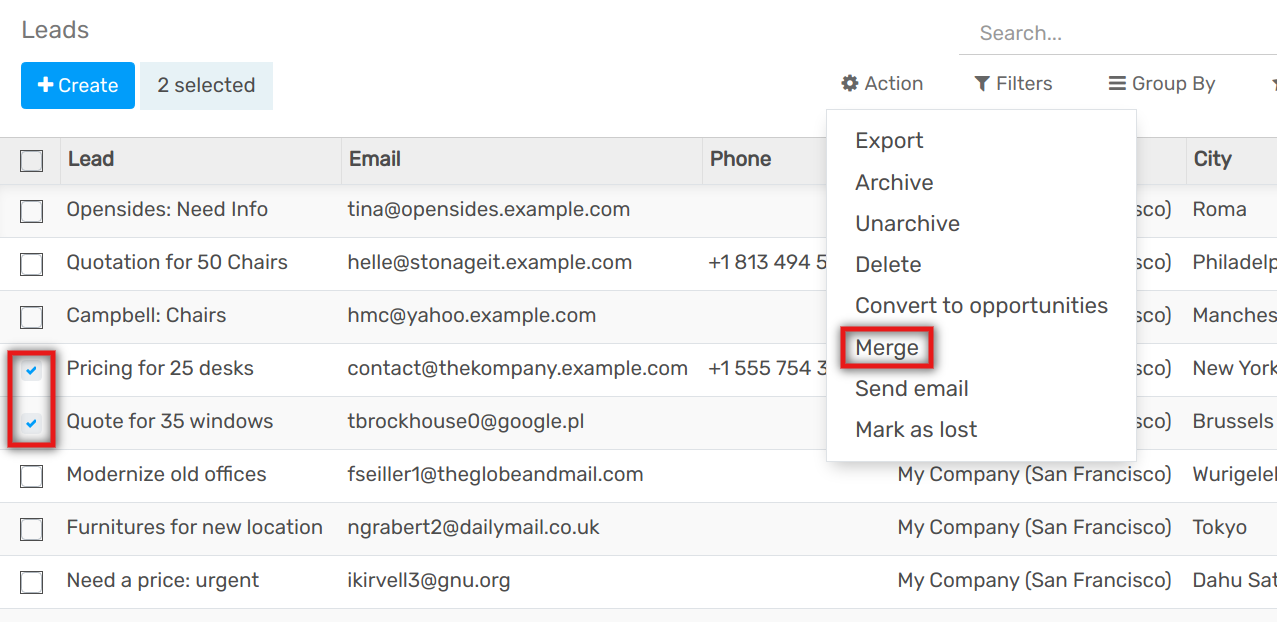 Leads
Search...
Create 2 selected
Action Filters Group By
Lead Email Phone City
Opensides: Need Info tina@opensides.example.com sco) Roma
Quotation for 50 Chairs helle@stonageit.example.com +1 813 494 5 sco) Philadelp
Campbell: Chairs hmc@yahoo.example.com sco) Manches
Pricing for 25 desks contact@thekompany.example.com +1 555 754 3 sco) New York
Quote for 35 windows tbrockhouse0@google.pl sco) Brussels
Modernize old offices fseiller1@theglobeandmail.com My Company (San Francisco) Wurigelel
Furnitures for new location ngrabert2@dailymail.co.uk My Company (San Francisco) Tokyo
Need a price: urgent ikirvell3@gnu.org My Company (San Francisco) Dahu Sat
Export
Archive
Unarchive
Delete
Convert to opportunities
Merge
Send email
Mark as lost